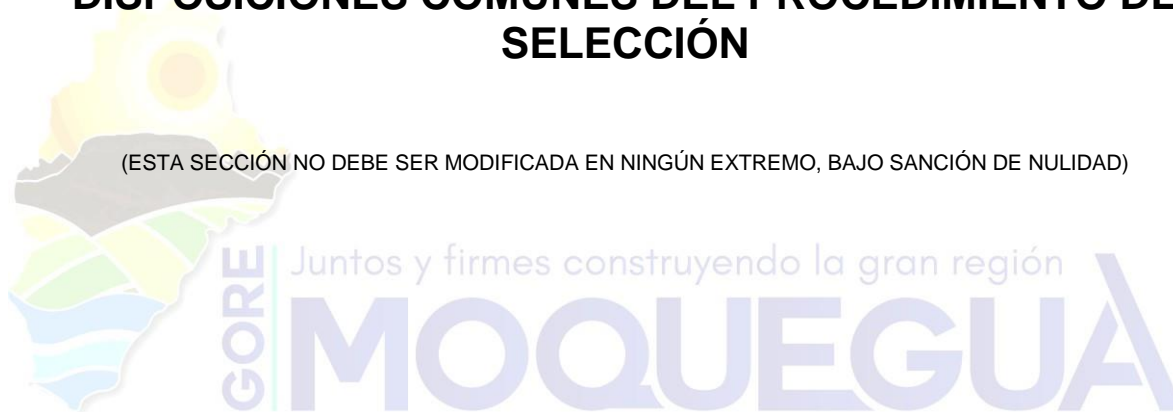 DISPOSICIONES COMUNES DEL PROCEDIMIENTO DE
SELECCIÓN
(ESTA SECCIÓN NO DEBE SER MODIFICADA EN NINGÚN EXTREMO, BAJO SANCIÓN DE NULIDAD)
Juntos y firmes construyendo la gran región
GORE
MOQUEGUA